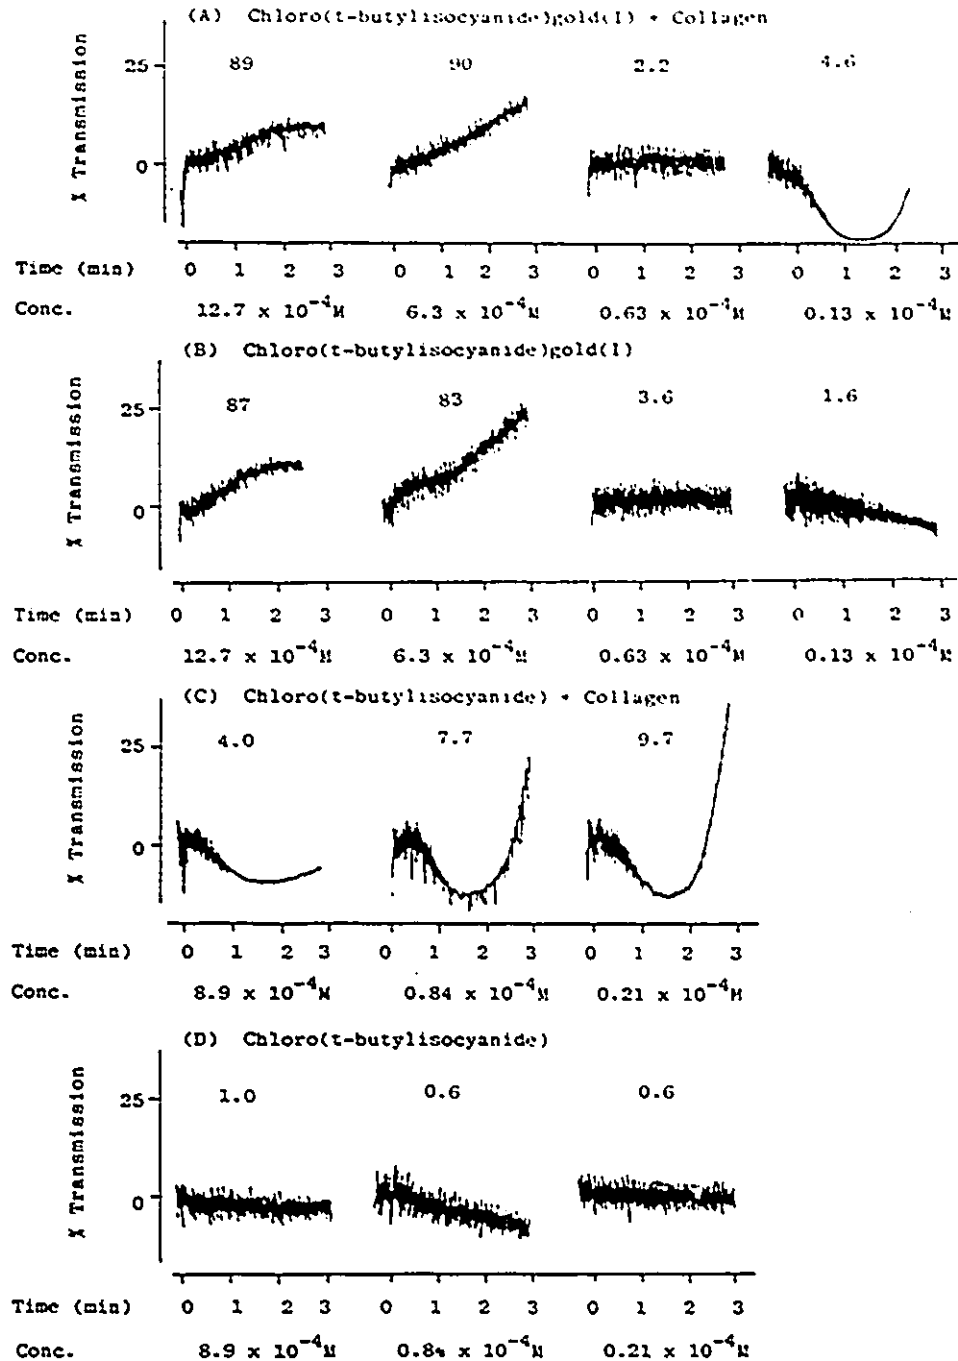 (A) Chloro(t-butylisocyanide)gold(I) + Collagen
% Transmission
25
0
89 90 2.2 4.6
Time (min) 0 1 2 3 0 1 2 3 0 1 2 3 0 1 2 3
Conc. 12.7 x 10⁻⁴M 6.3 x 10⁻⁴M 0.63 x 10⁻⁴M 0.13 x 10⁻⁴M
(B) Chloro(t-butylisocyanide)gold(I)
% Transmission
25
0
87 83 3.6 1.6
Time (min) 0 1 2 3 0 1 2 3 0 1 2 3 0 1 2 3
Conc. 12.7 x 10⁻⁴M 6.3 x 10⁻⁴M 0.63 x 10⁻⁴M 0.13 x 10⁻⁴M
(C) Chloro(t-butylisocyanide) + Collagen
% Transmission
25
0
4.0 7.7 9.7
Time (min) 0 1 2 3 0 1 2 3 0 1 2 3
Conc. 8.9 x 10⁻⁴M 0.84 x 10⁻⁴M 0.21 x 10⁻⁴M
(D) Chloro(t-butylisocyanide)
% Transmission
25
0
1.0 0.6 0.6
Time (min) 0 1 2 3 0 1 2 3 0 1 2 3
Conc. 8.9 x 10⁻⁴M 0.84 x 10⁻⁴M 0.21 x 10⁻⁴M